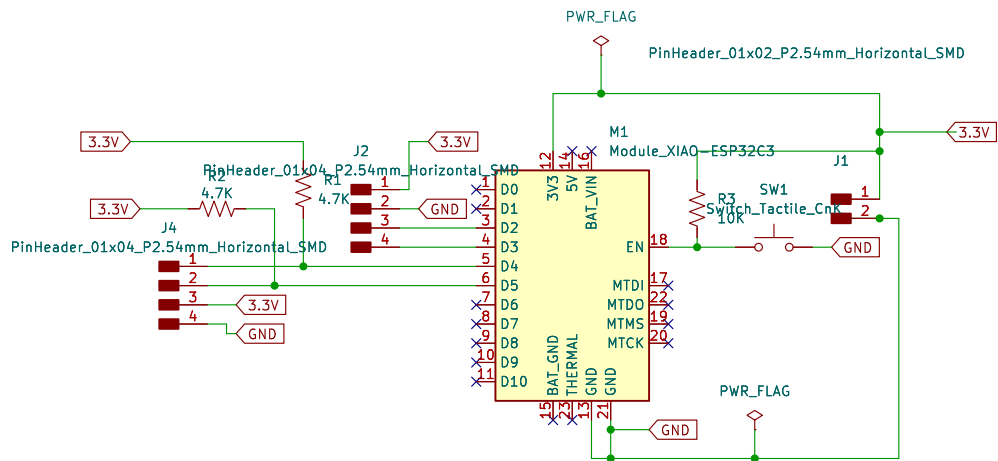 PWR_FLAG
PinHeader_01x02_P2.54mm_Horizontal_SMD
3.3V
3.3V
3.3V
M1
Module_XIAO-ESP32C3
J2
PinHeader_01x04_P2.54mm_Horizontal_SMD
J1
12
14
16
3V3
5V
BAT_VIN
R2
4.7K
R1
4.7K
3.3V
1
2
3
4
GND
1
2
3
4
5
6
7
8
9
10
11
D0
D1
D2
D3
D4
D5
D6
D7
D8
D9
D10
R3
10K
SW1
Switch_Tactile_CnK
1
2
EN
18
GND
J4
PinHeader_01x04_P2.54mm_Horizontal_SMD
1
2
3
4
3.3V
GND
MTDI
17
MTDO
22
MTMS
19
MTCK
20
BAT_GND
THERMAL
GND
GND
15
23
13
21
PWR_FLAG
GND